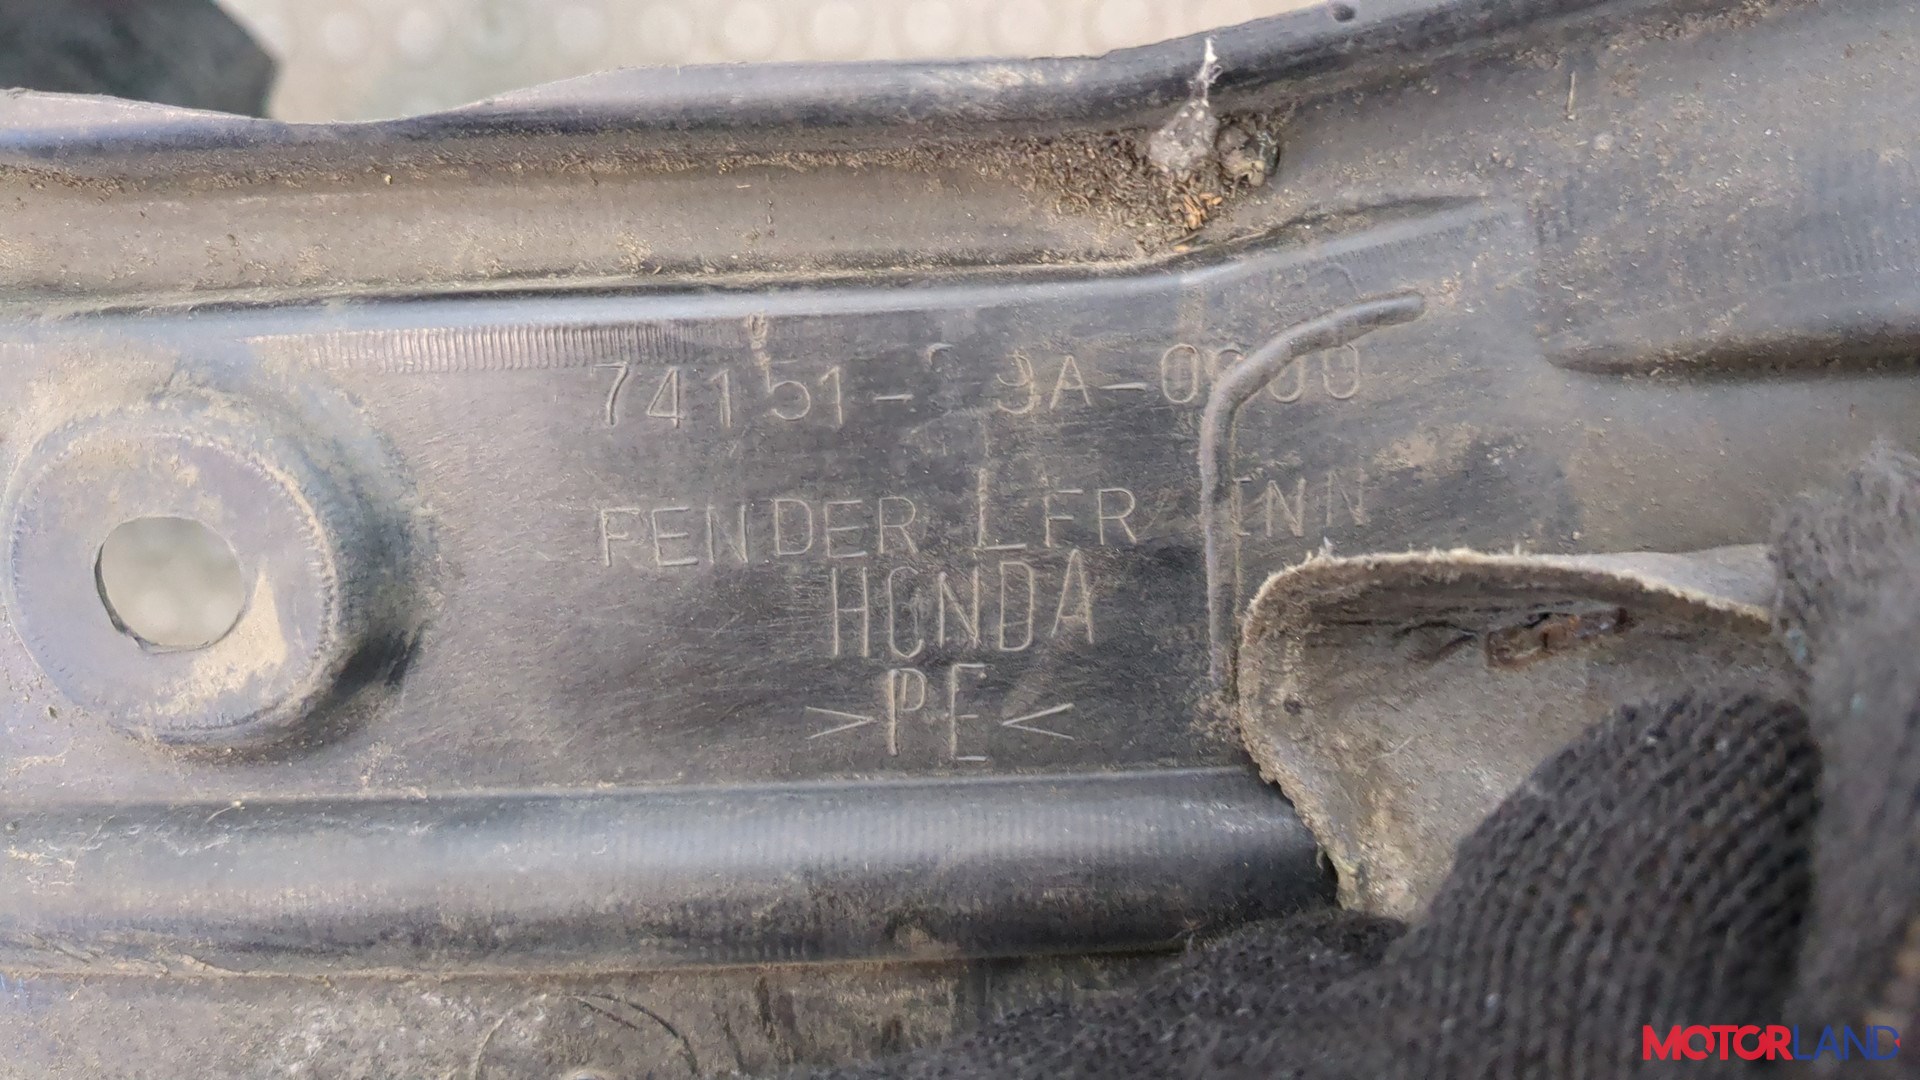 FENDER L FR INN
HONDA
>PE<
MOTORLAND